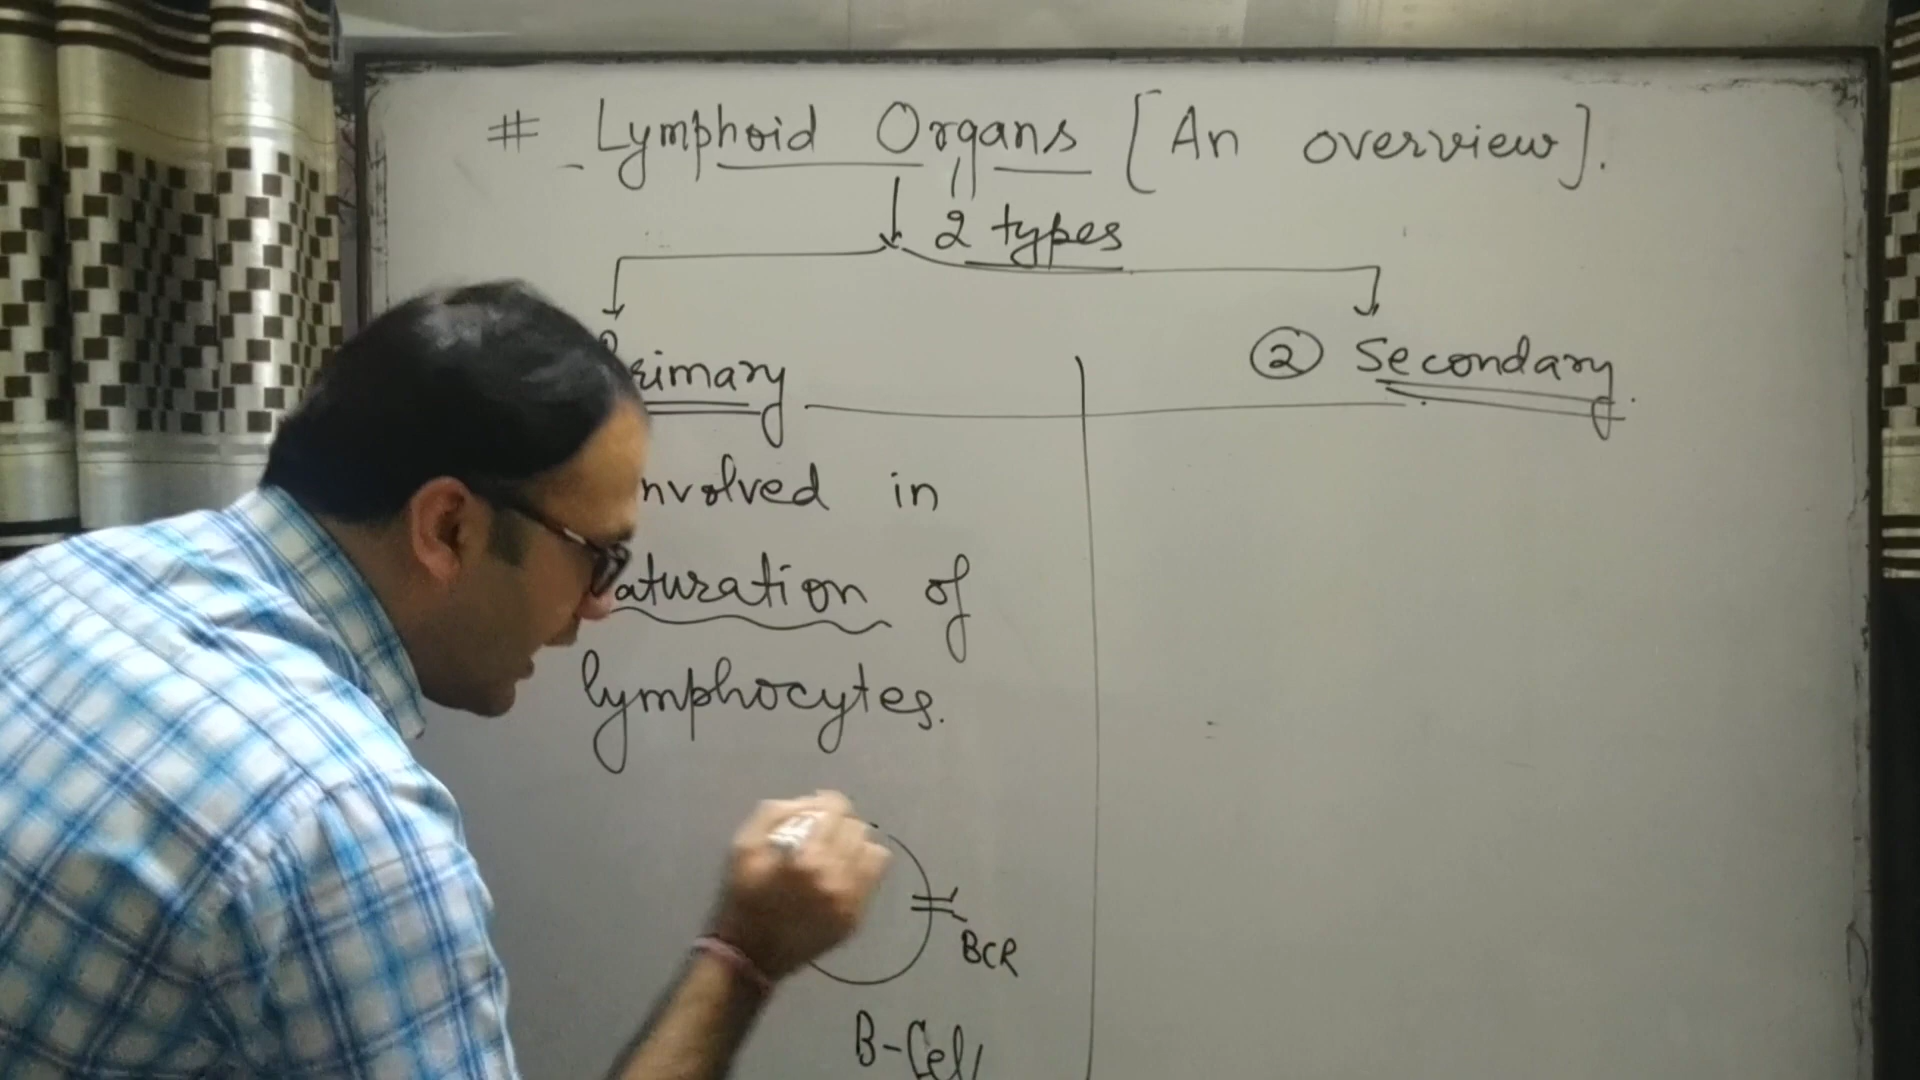 # Lymphoid Organs [An overview].
2 types
rimary
② Secondary.
nvolved in
aturation of
lymphocytes.
BCR
B-Cell